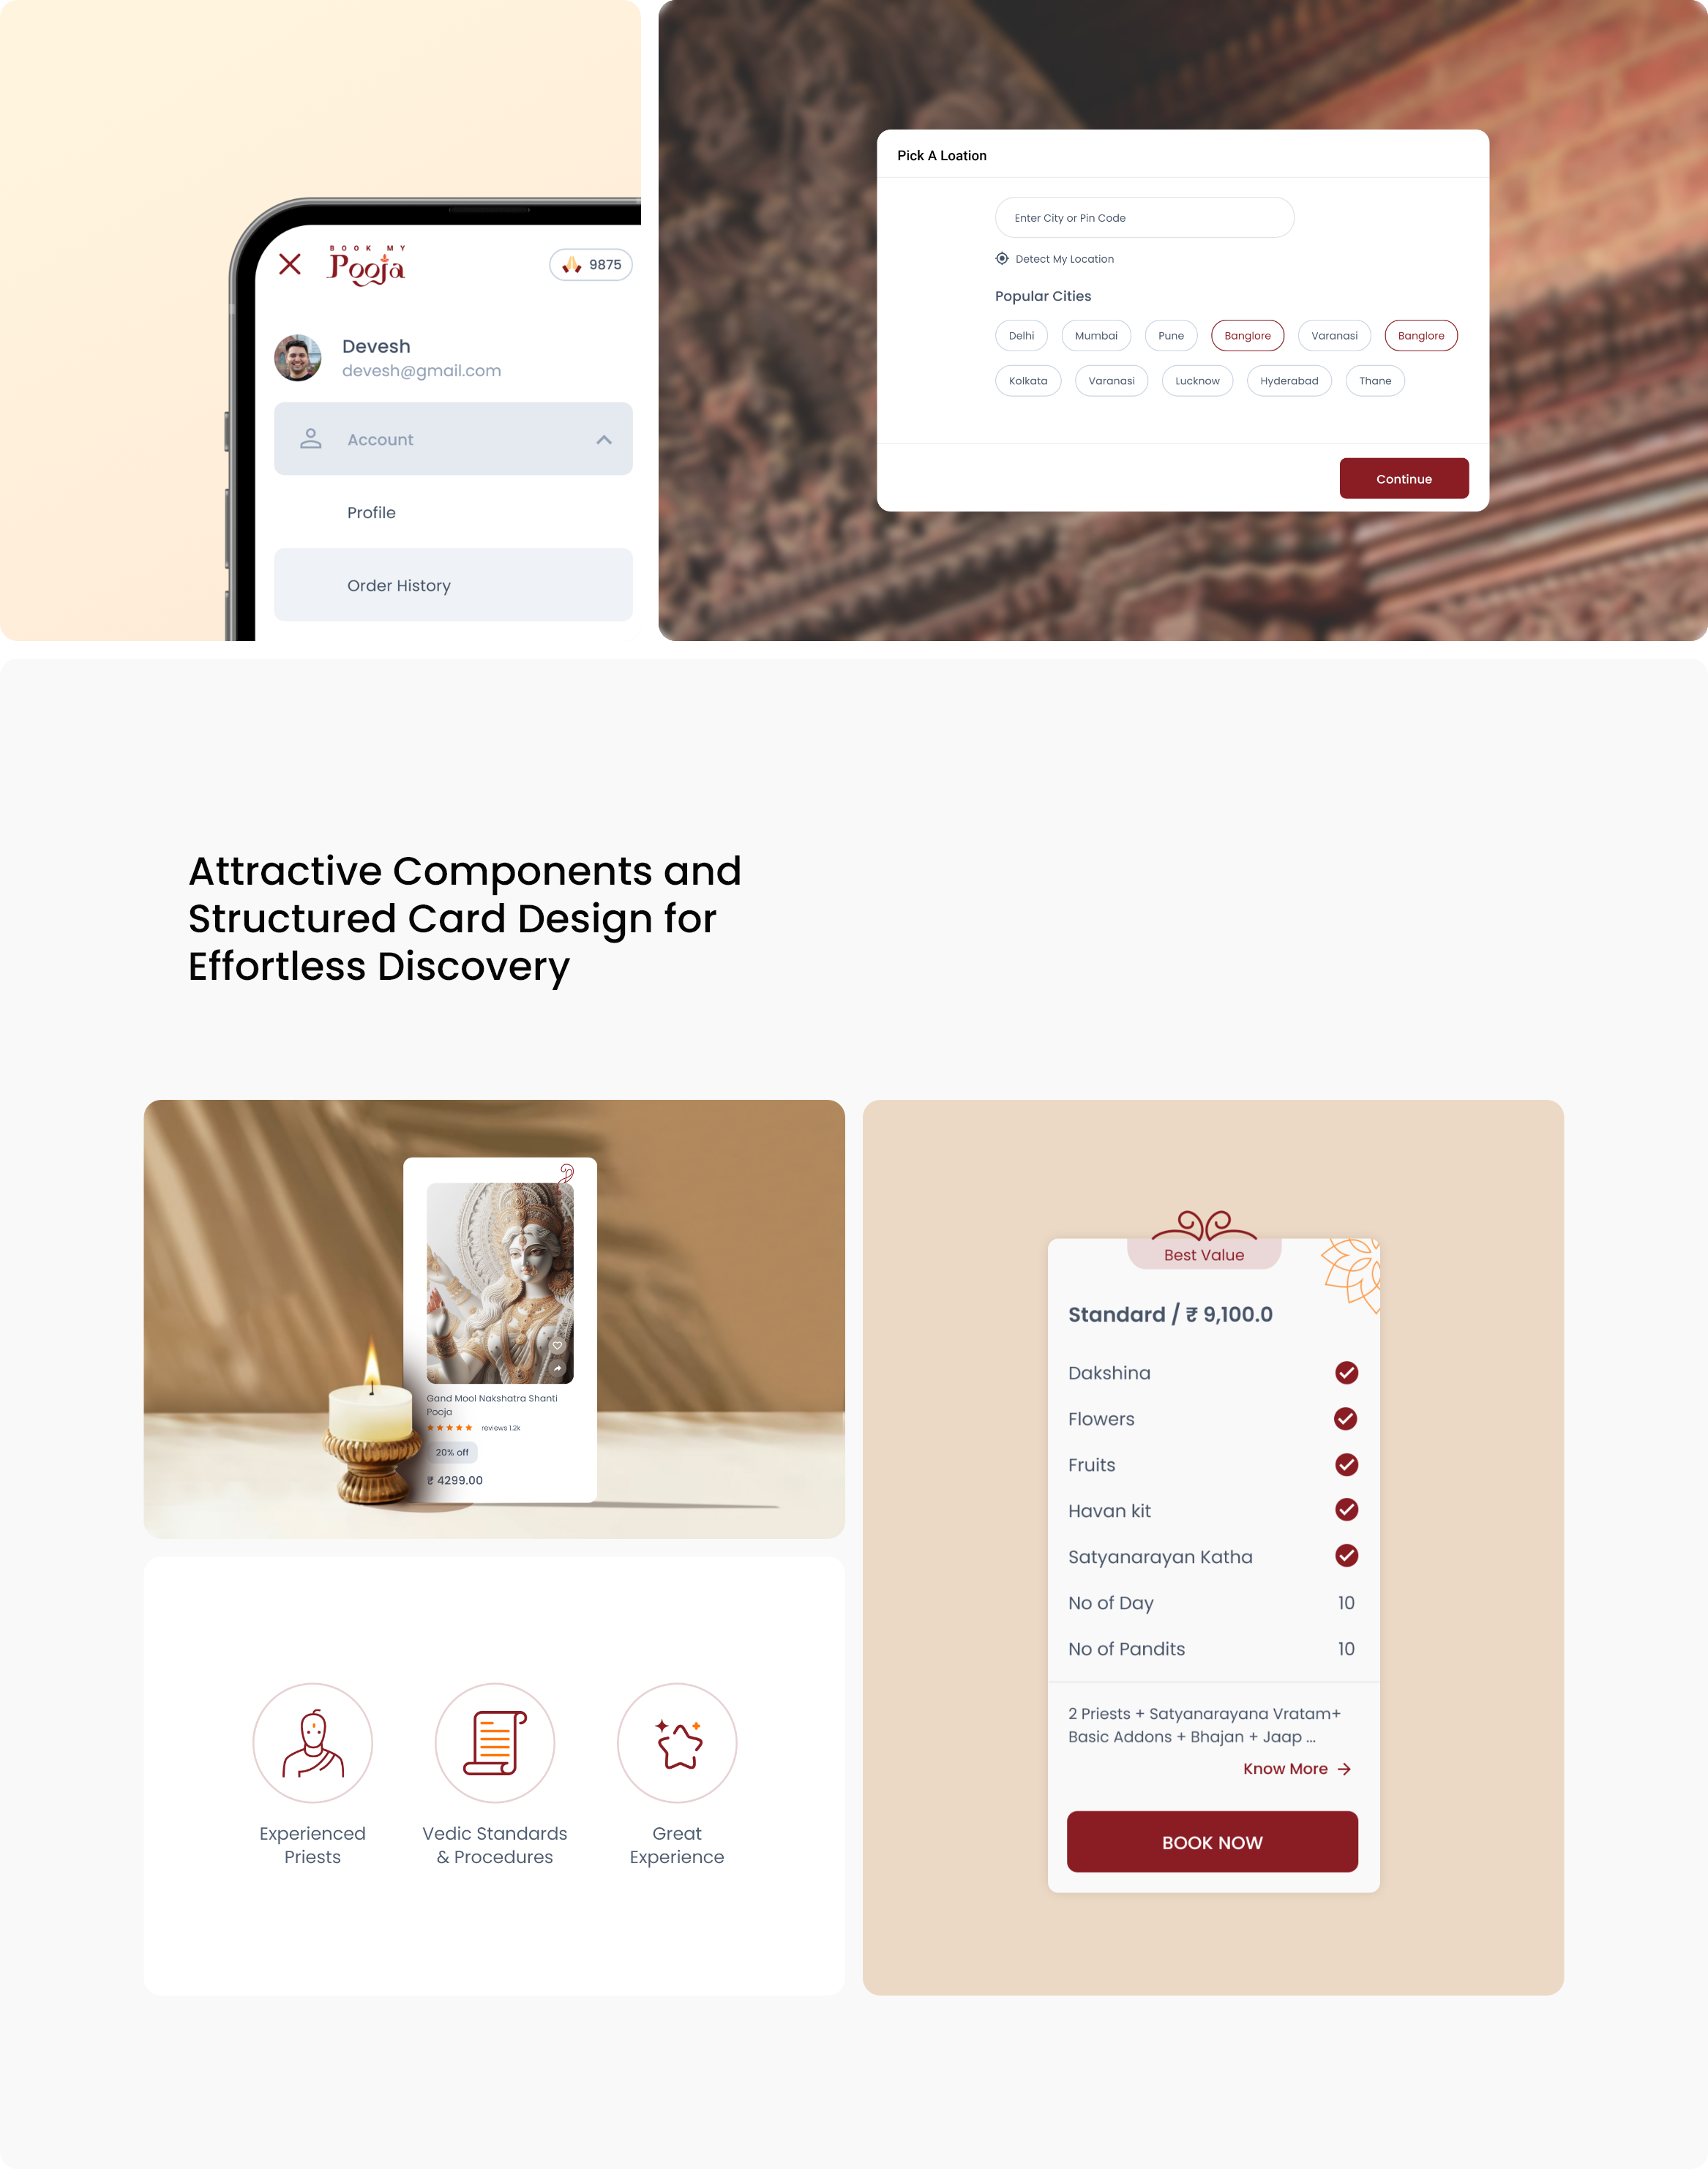 BOOK MY
Pooja
9875
Devesh
devesh@gmail.com
Account
Profile
Order History
Pick A Loation
Enter City or Pin Code
Detect My Location
Popular Cities
Delhi Mumbai Pune Banglore Varanasi Banglore
Kolkata Varanasi Lucknow Hyderabad Thane
Continue
Attractive Components and
Structured Card Design for
Effortless Discovery
Gand Mool Nakshatra Shanti
Pooja
reviews 1.2k
20% off
₹ 4299.00
Experienced
Priests
Vedic Standards
& Procedures
Great
Experience
Best Value
Standard / ₹ 9,100.0
Dakshina
Flowers
Fruits
Havan kit
Satyanarayan Katha
No of Day 10
No of Pandits 10
2 Priests + Satyanarayana Vratam+
Basic Addons + Bhajan + Jaap ...
Know More
BOOK NOW